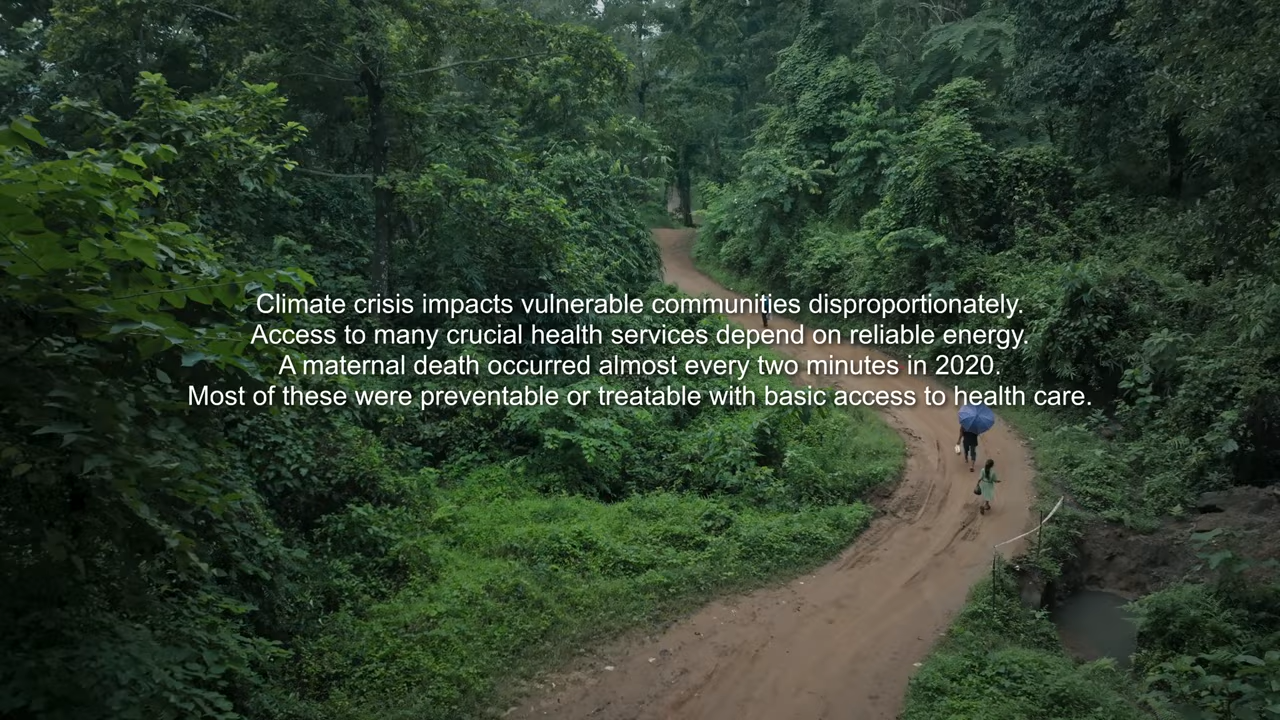 Climate crisis impacts vulnerable communities disproportionately.
Access to many crucial health services depend on reliable energy.
A maternal death occurred almost every two minutes in 2020.
Most of these were preventable or treatable with basic access to health care.